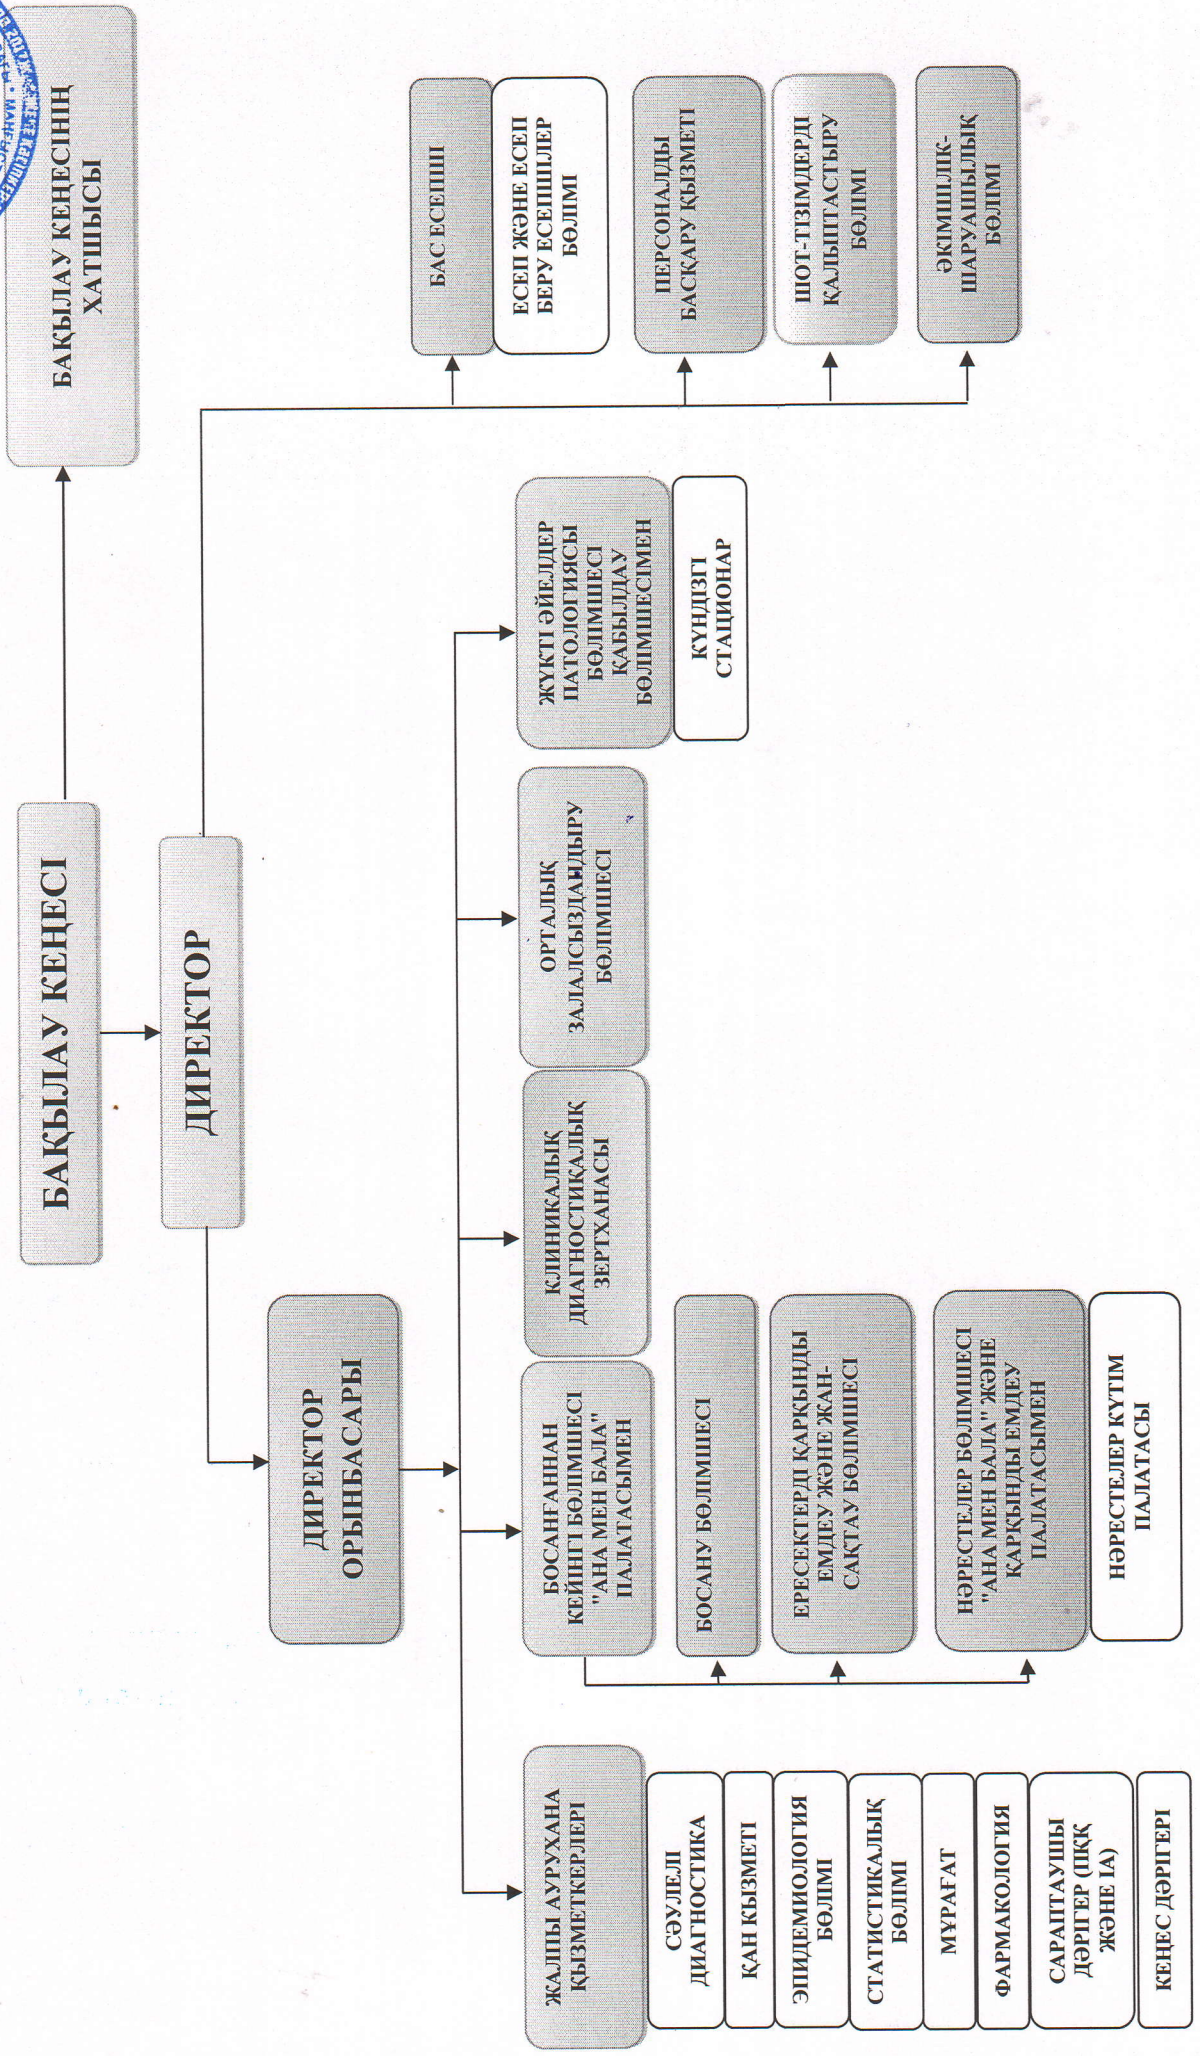 БАҚЫЛАУ КЕҢЕСІ
БАҚЫЛАУ КЕҢЕСІНІҢ
ХАТШЫСЫ
ДИРЕКТОР
ДИРЕКТОР
ОРЫНБАСАРЫ
БАС ЕСЕПШІ
ЕСЕП ЖӘНЕ ЕСЕП
БЕРУ ЕСЕПШІЛЕР
БӨЛІМІ
ПЕРСОНАЛДЫ
БАСҚАРУ ҚЫЗМЕТІ
ШОТ-ТІЗІМДЕРДІ
ҚАЛЫПТАСТЫРУ
БӨЛІМІ
ӘКІМШІЛІК-
ШАРУАШЫЛЫҚ
БӨЛІМІ
ЖАЛПЫ АУРУХАНА
ҚЫЗМЕТКЕРЛЕРІ
СӘУЛЕЛІ
ДИАГНОСТИКА
ҚАН КЫЗМЕТІ
ЭПИДЕМИОЛОГИЯ
БӨЛІМІ
СТАТИСТИКАЛЫҚ
БӨЛІМІ
МҰРАҒАТ
ФАРМАКОЛОГИЯ
САРАПТАУШЫ
ДӘРІГЕР (ПҚҚ
ЖӘНЕ ІА)
КЕҢЕС ДӘРІГЕРІ
БОСАНҒАННАН
КЕЙІНГІ БӨЛІМШЕСІ
"АНА МЕН БАЛА"
ПАЛАТАСЫМЕН
БОСАНУ БӨЛІМШЕСІ
ЕРЕСЕКТЕРДІ ҚАРҚЫНДЫ
ЕМДЕУ ЖӘНЕ ЖАН-
САҚТАУ БӨЛІМШЕСІ
НӘРЕСТЕЛЕР БӨЛІМШЕСІ
"АНА МЕН БАЛА" ЖӘНЕ
ҚАРҚЫНДЫ ЕМДЕУ
ПАЛАТАСЫМЕН
НӘРЕСТЕЛЕР КҮТІМ
ПАЛАТАСЫ
КЛИНИКАЛЫҚ
ДИАГНОСТИКАЛЫҚ
ЗЕРТХАНАСЫ
ОРТАЛЫҚ
ЗАЛАЛСЫЗДАНДЫРУ
БӨЛІМШЕСІ
ЖҮКТІ ӘЙЕЛДЕР
ПАТОЛОГИЯСЫ
БӨЛІМШЕСІ
ҚАБЫЛДАУ
БӨЛІМШЕСІМЕН
КҮНДІЗГІ
СТАЦИОНАР